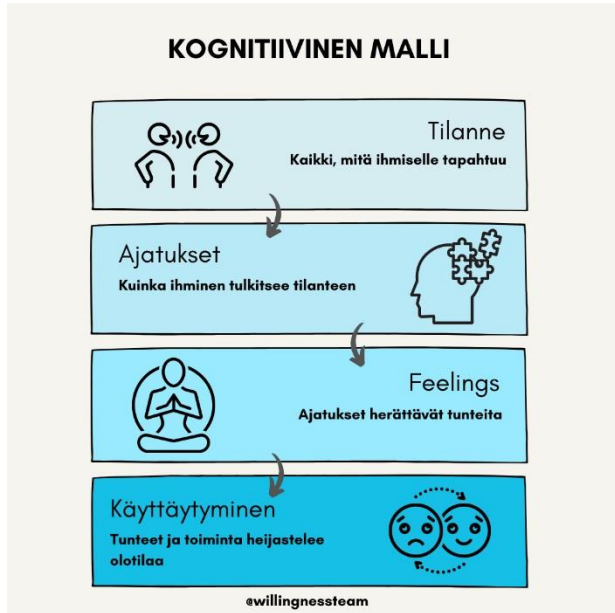 KOGNITIIVINEN MALLI
Tilanne
Kaikki, mitä ihmiselle tapahtuu
Ajatukset
Kuinka ihminen tulkitsee tilanteen
Feelings
Ajatukset herättävät tunteita
Käyttäytyminen
Tunteet ja toiminta heijastelee
olotilaa
@willingnessteam